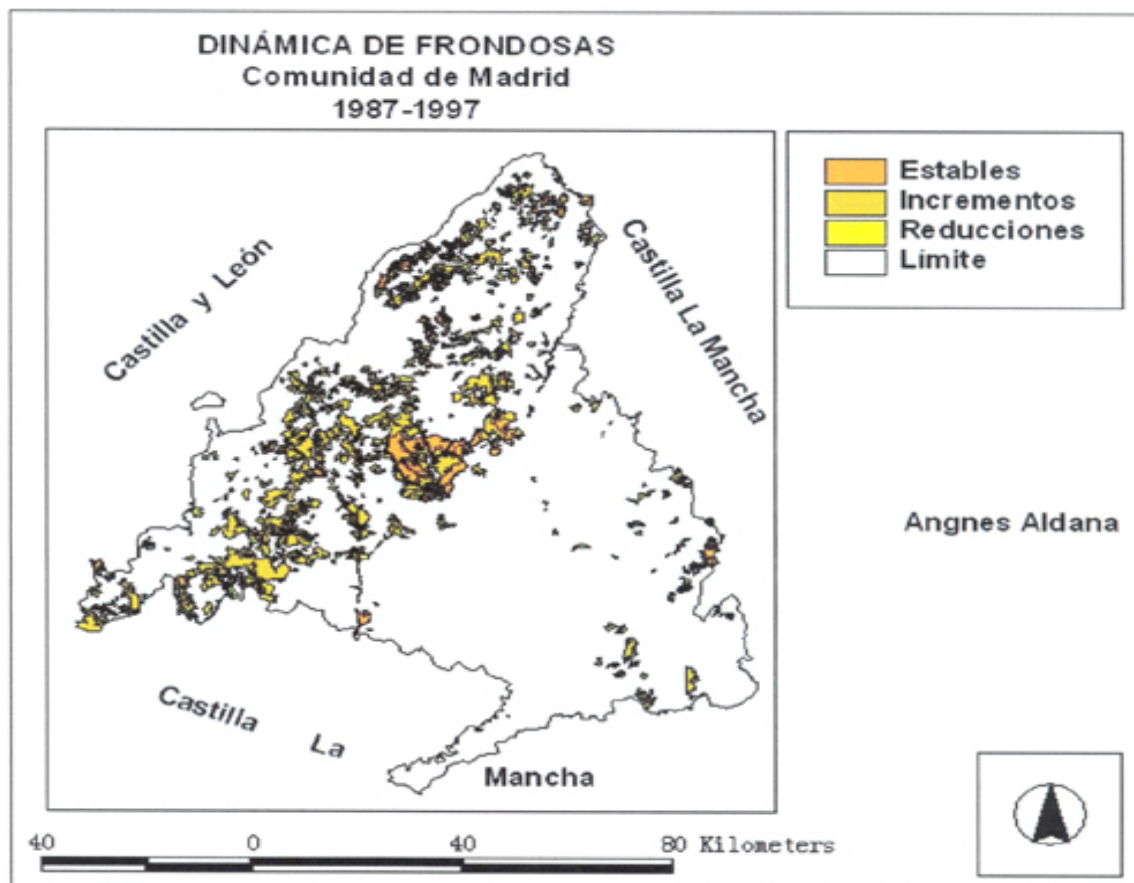 DINÁMICA DE FRONDOSAS
Comunidad de Madrid
1987-1997
Estables
Incrementos
Reducciones
Límite
Castilla y León
Castilla La Mancha
Angnes Aldana
Castilla La
Mancha
40 0 40 80 Kilometers